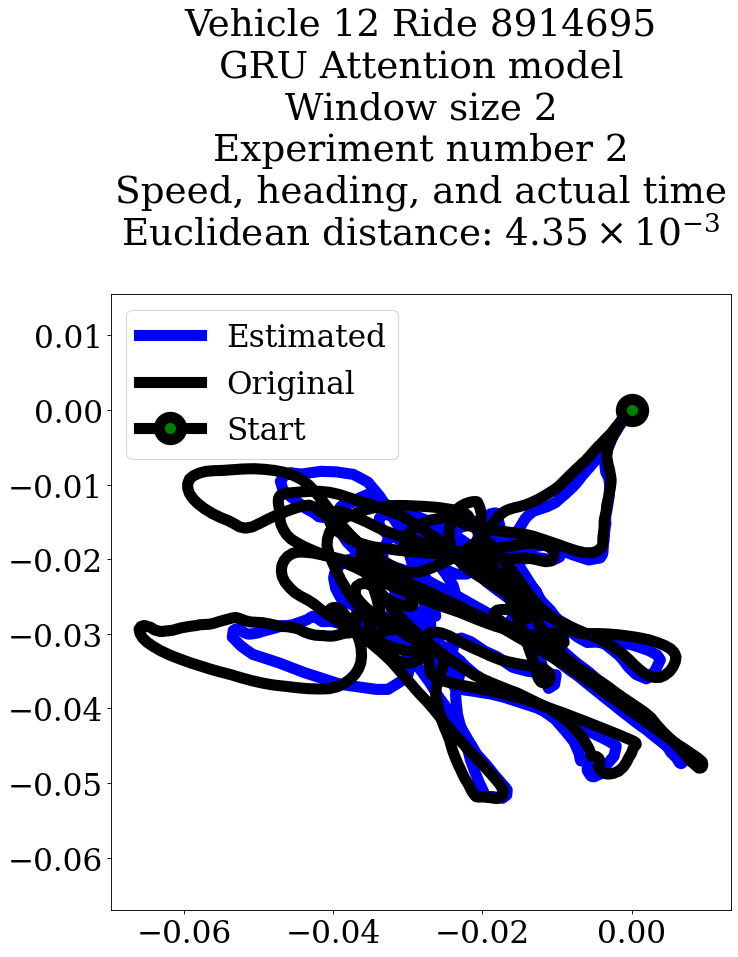 Vehicle 12 Ride 8914695
GRU Attention model
Window size 2
Experiment number 2
Speed, heading, and actual time
Euclidean distance: 4.35 × 10⁻³
Estimated
Original
Start
0.01
0.00
−0.01
−0.02
−0.03
−0.04
−0.05
−0.06
−0.06
−0.04
−0.02
0.00